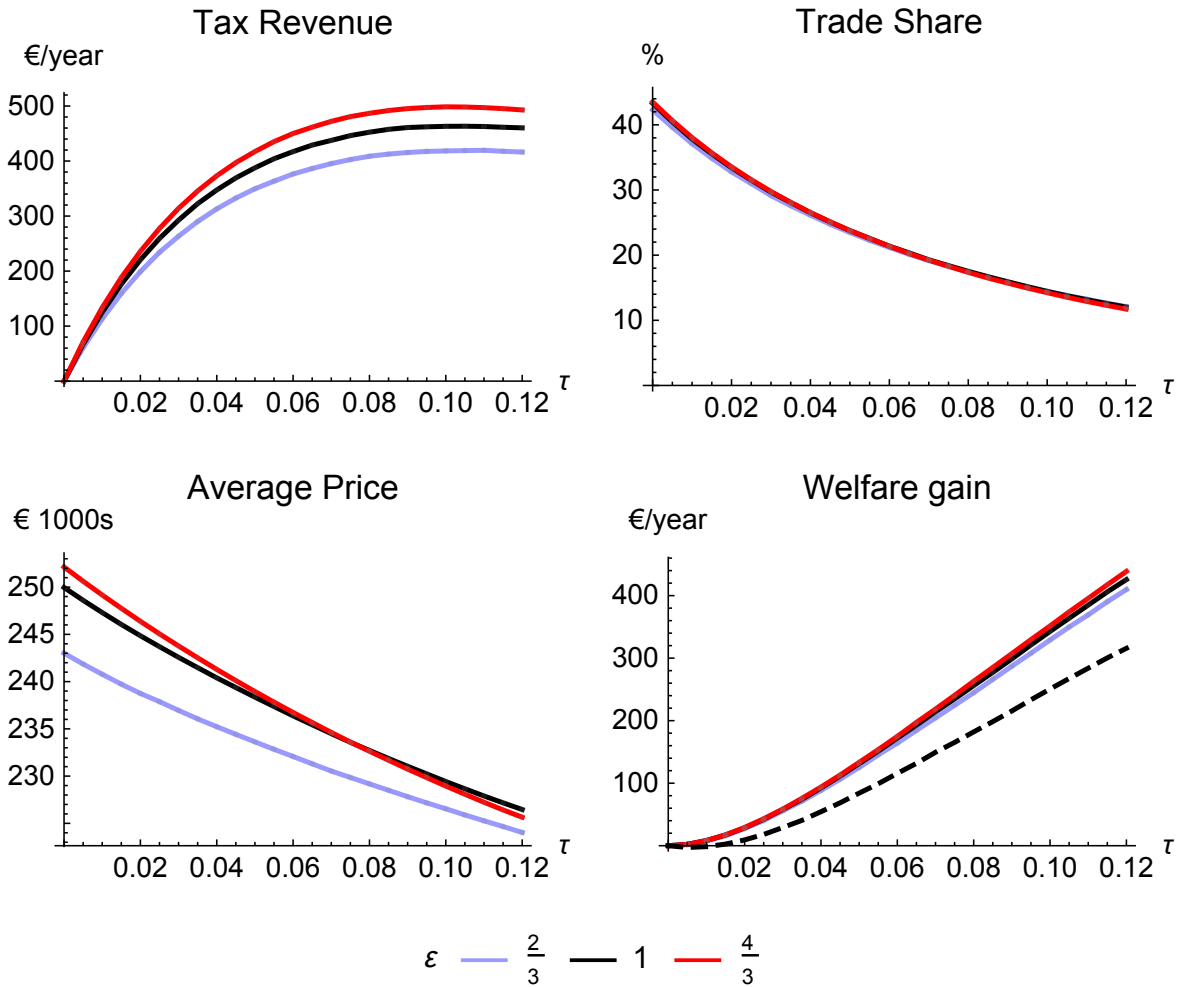 Tax Revenue
€/year
500
400
300
200
100
0.02 0.04 0.06 0.08 0.10 0.12 τ
Trade Share
%
40
30
20
10
0.02 0.04 0.06 0.08 0.10 0.12 τ
Average Price
€ 1000s
250
245
240
235
230
0.02 0.04 0.06 0.08 0.10 0.12 τ
Welfare gain
€/year
400
300
200
100
0.02 0.04 0.06 0.08 0.10 0.12 τ
ε 2/3 1 4/3